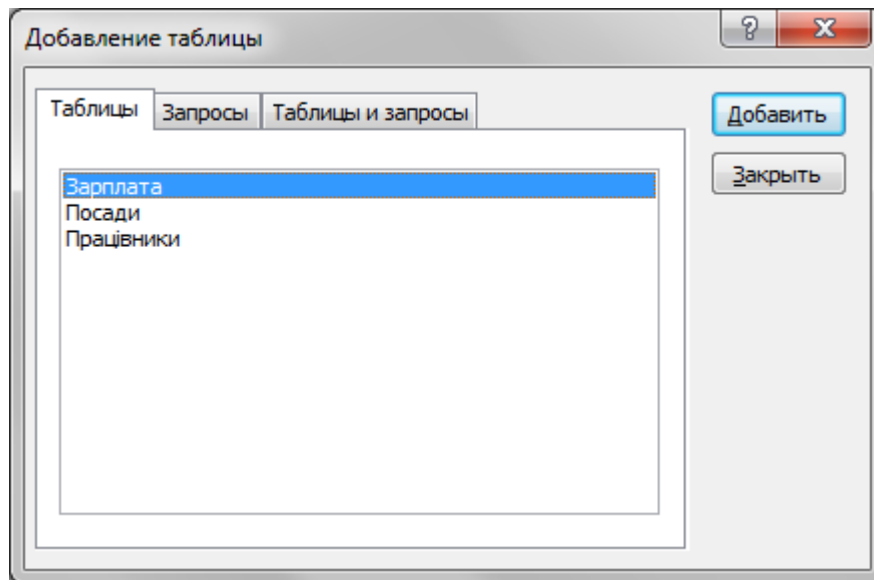 Добавление таблицы
Таблицы Запросы Таблицы и запросы
Добавить
Закрыть
Зарплата
Посади
Працівники